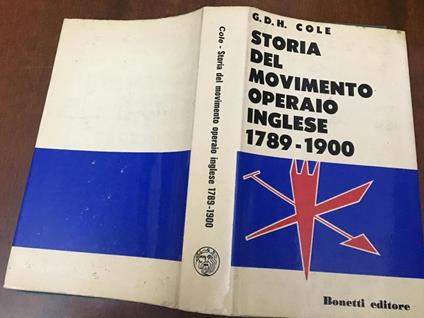 G.D.H. COLE
STORIA
DEL
MOVIMENTO
OPERAIO
INGLESE
1789-1900
Bonetti editore
Cole - Storia del movimento operaio inglese 1789-1900